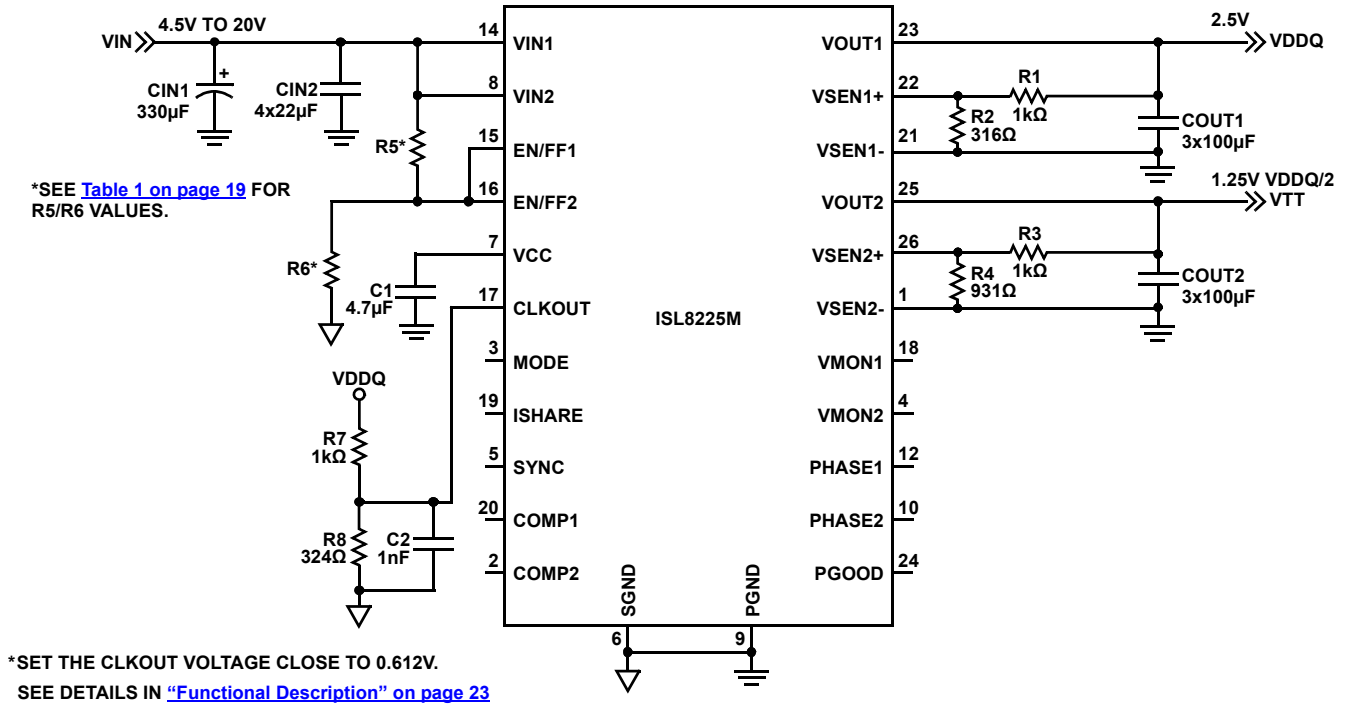 4.5V TO 20V
VIN
CIN1
+
330µF
CIN2
4x22µF
R5*
*SEE Table 1 on page 19 FOR
R5/R6 VALUES.
R6*
C1
4.7µF
VDDQ
R7
1kΩ
R8
324Ω
C2
1nF
14 VIN1
8 VIN2
15 EN/FF1
16 EN/FF2
7 VCC
17 CLKOUT
3 MODE
19 ISHARE
5 SYNC
20 COMP1
2 COMP2
ISL8225M
SGND
6
PGND
9
VOUT1 23
VSEN1+ 22
VSEN1- 21
VOUT2 25
VSEN2+ 26
VSEN2- 1
VMON1 18
VMON2 4
PHASE1 12
PHASE2 10
PGOOD 24
2.5V
VDDQ
R1
1kΩ
R2
316Ω
COUT1
3x100µF
1.25V VDDQ/2
VTT
R3
1kΩ
R4
931Ω
COUT2
3x100µF
*SET THE CLKOUT VOLTAGE CLOSE TO 0.612V.
SEE DETAILS IN “Functional Description” on page 23